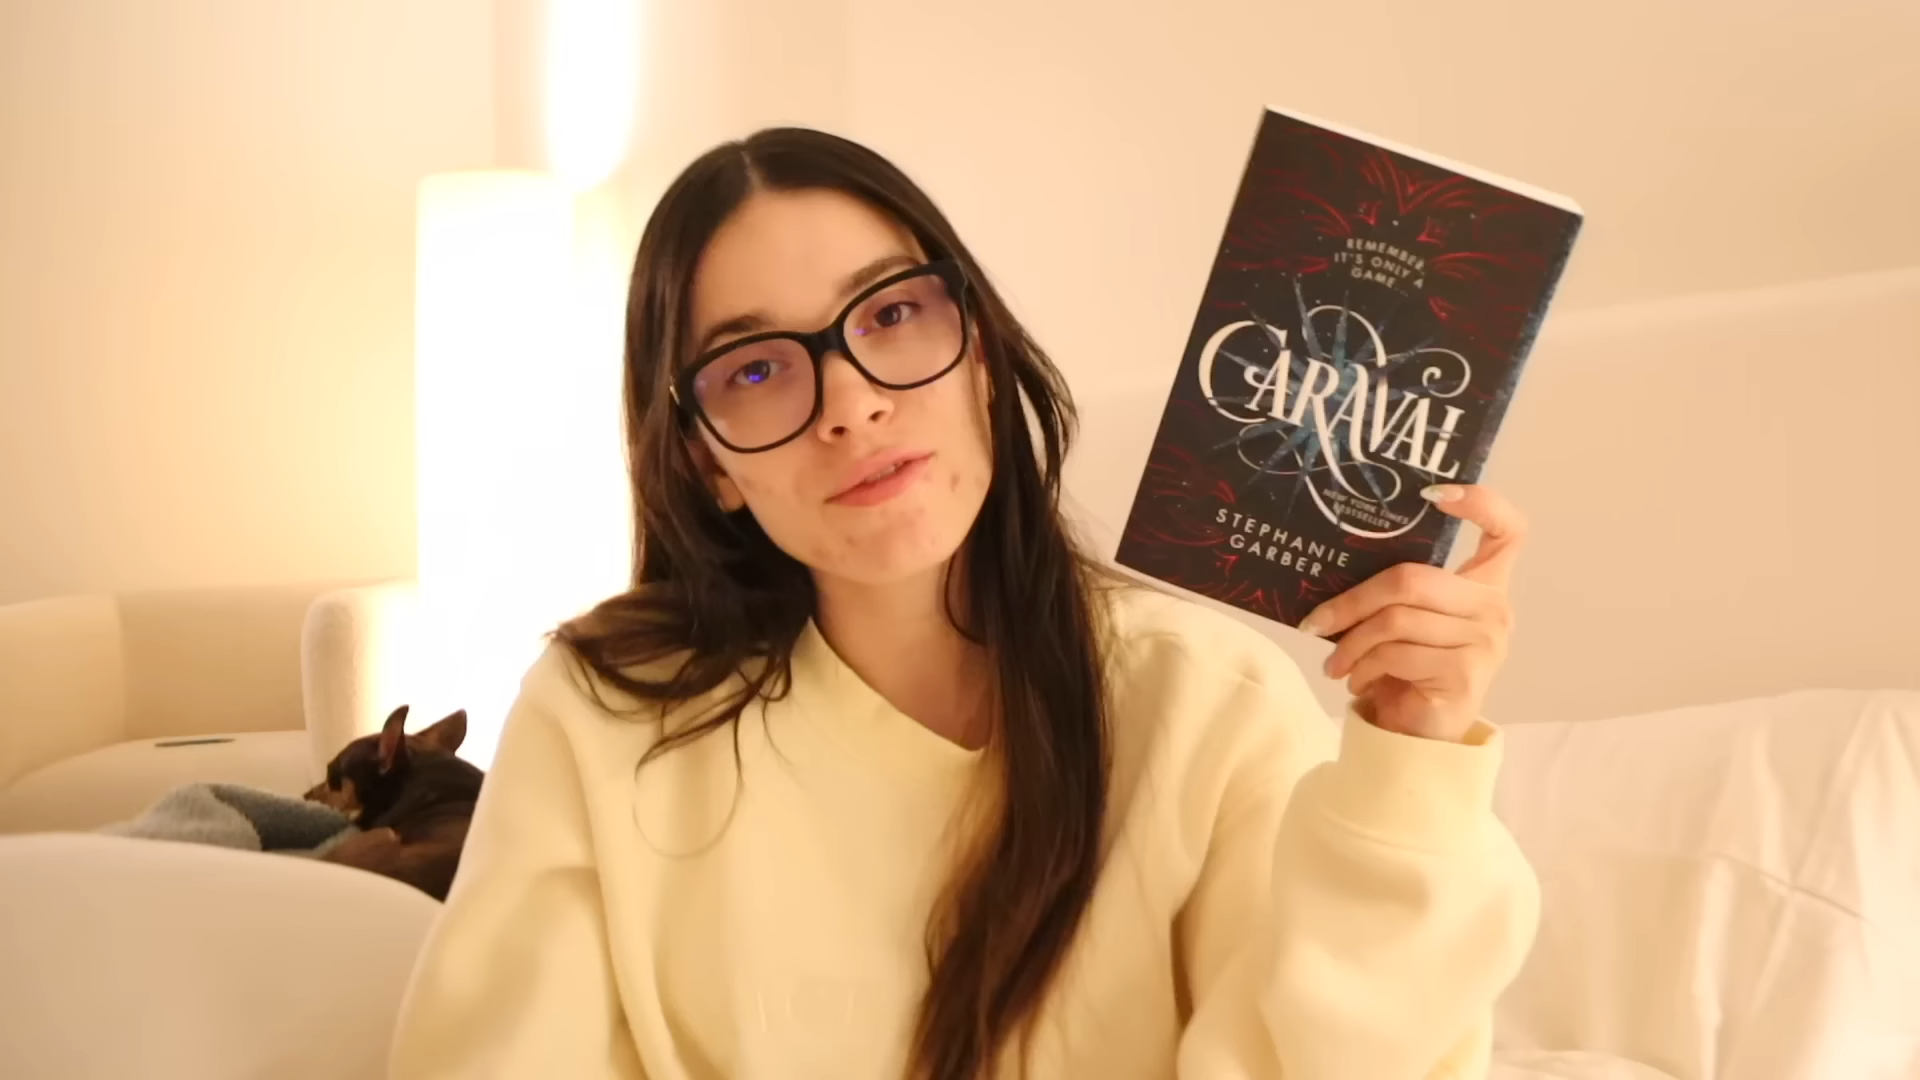 REMEMBER,
IT'S ONLY A
GAME...
CARAVAL
NEW YORK TIMES
BESTSELLER
STEPHANIE
GARBER